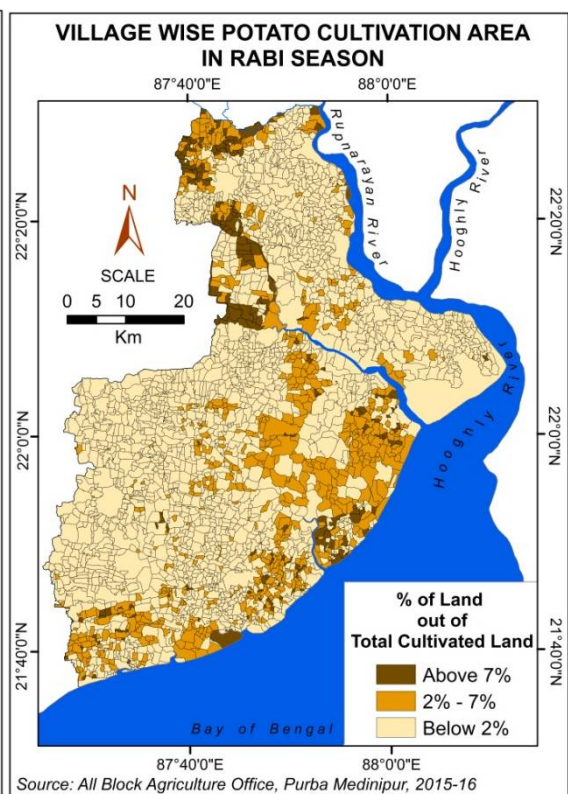 VILLAGE WISE POTATO CULTIVATION AREA
IN RABI SEASON
87°40'0"E
88°0'0"E
Rupnarayan River
Hooghly River
22°20'0"N
22°20'0"N
N
SCALE
0 5 10 20
Km
Hooghly River
22°0'0"N
22°0'0"N
% of Land
out of
Total Cultivated Land
Above 7%
2% - 7%
Below 2%
21°40'0"N
21°40'0"N
Bay of Bengal
87°40'0"E
88°0'0"E
Source: All Block Agriculture Office, Purba Medinipur, 2015-16